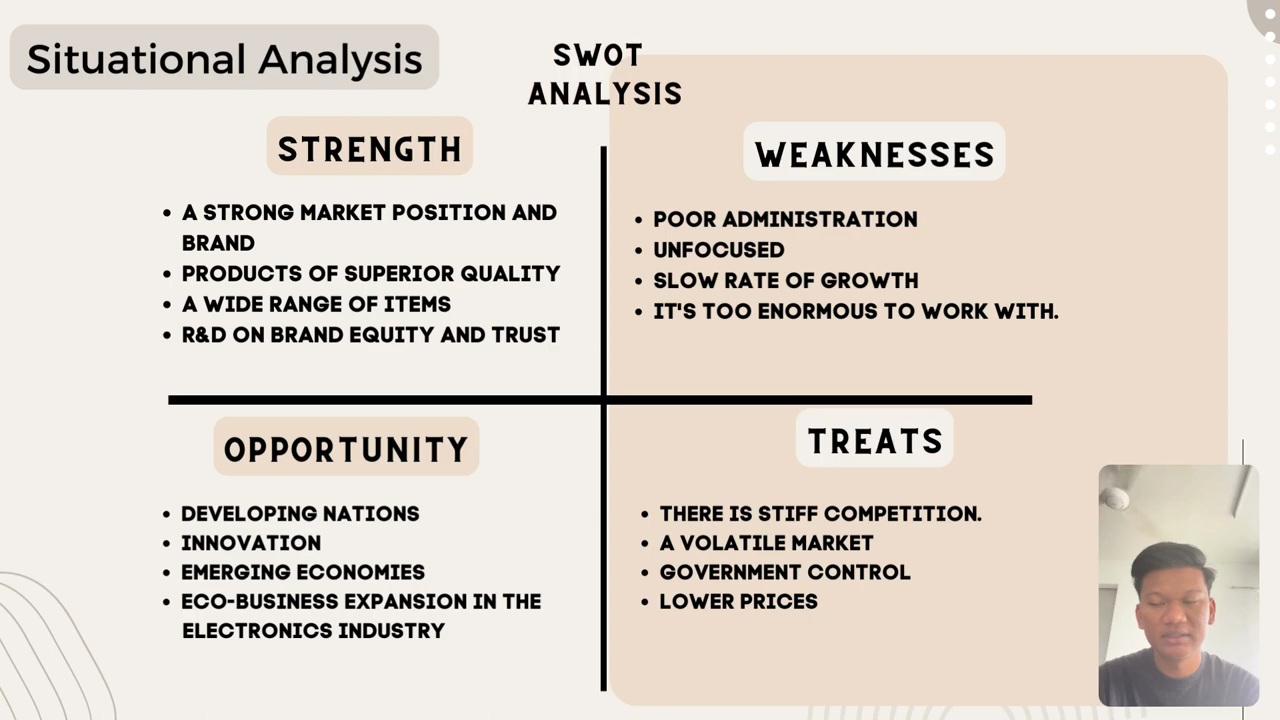 Situational Analysis
SWOT
ANALYSIS
STRENGTH
• A STRONG MARKET POSITION AND
BRAND
• PRODUCTS OF SUPERIOR QUALITY
• A WIDE RANGE OF ITEMS
• R&D ON BRAND EQUITY AND TRUST
WEAKNESSES
• POOR ADMINISTRATION
• UNFOCUSED
• SLOW RATE OF GROWTH
• IT'S TOO ENORMOUS TO WORK WITH.
OPPORTUNITY
• DEVELOPING NATIONS
• INNOVATION
• EMERGING ECONOMIES
• ECO-BUSINESS EXPANSION IN THE
ELECTRONICS INDUSTRY
TREATS
• THERE IS STIFF COMPETITION.
• A VOLATILE MARKET
• GOVERNMENT CONTROL
• LOWER PRICES